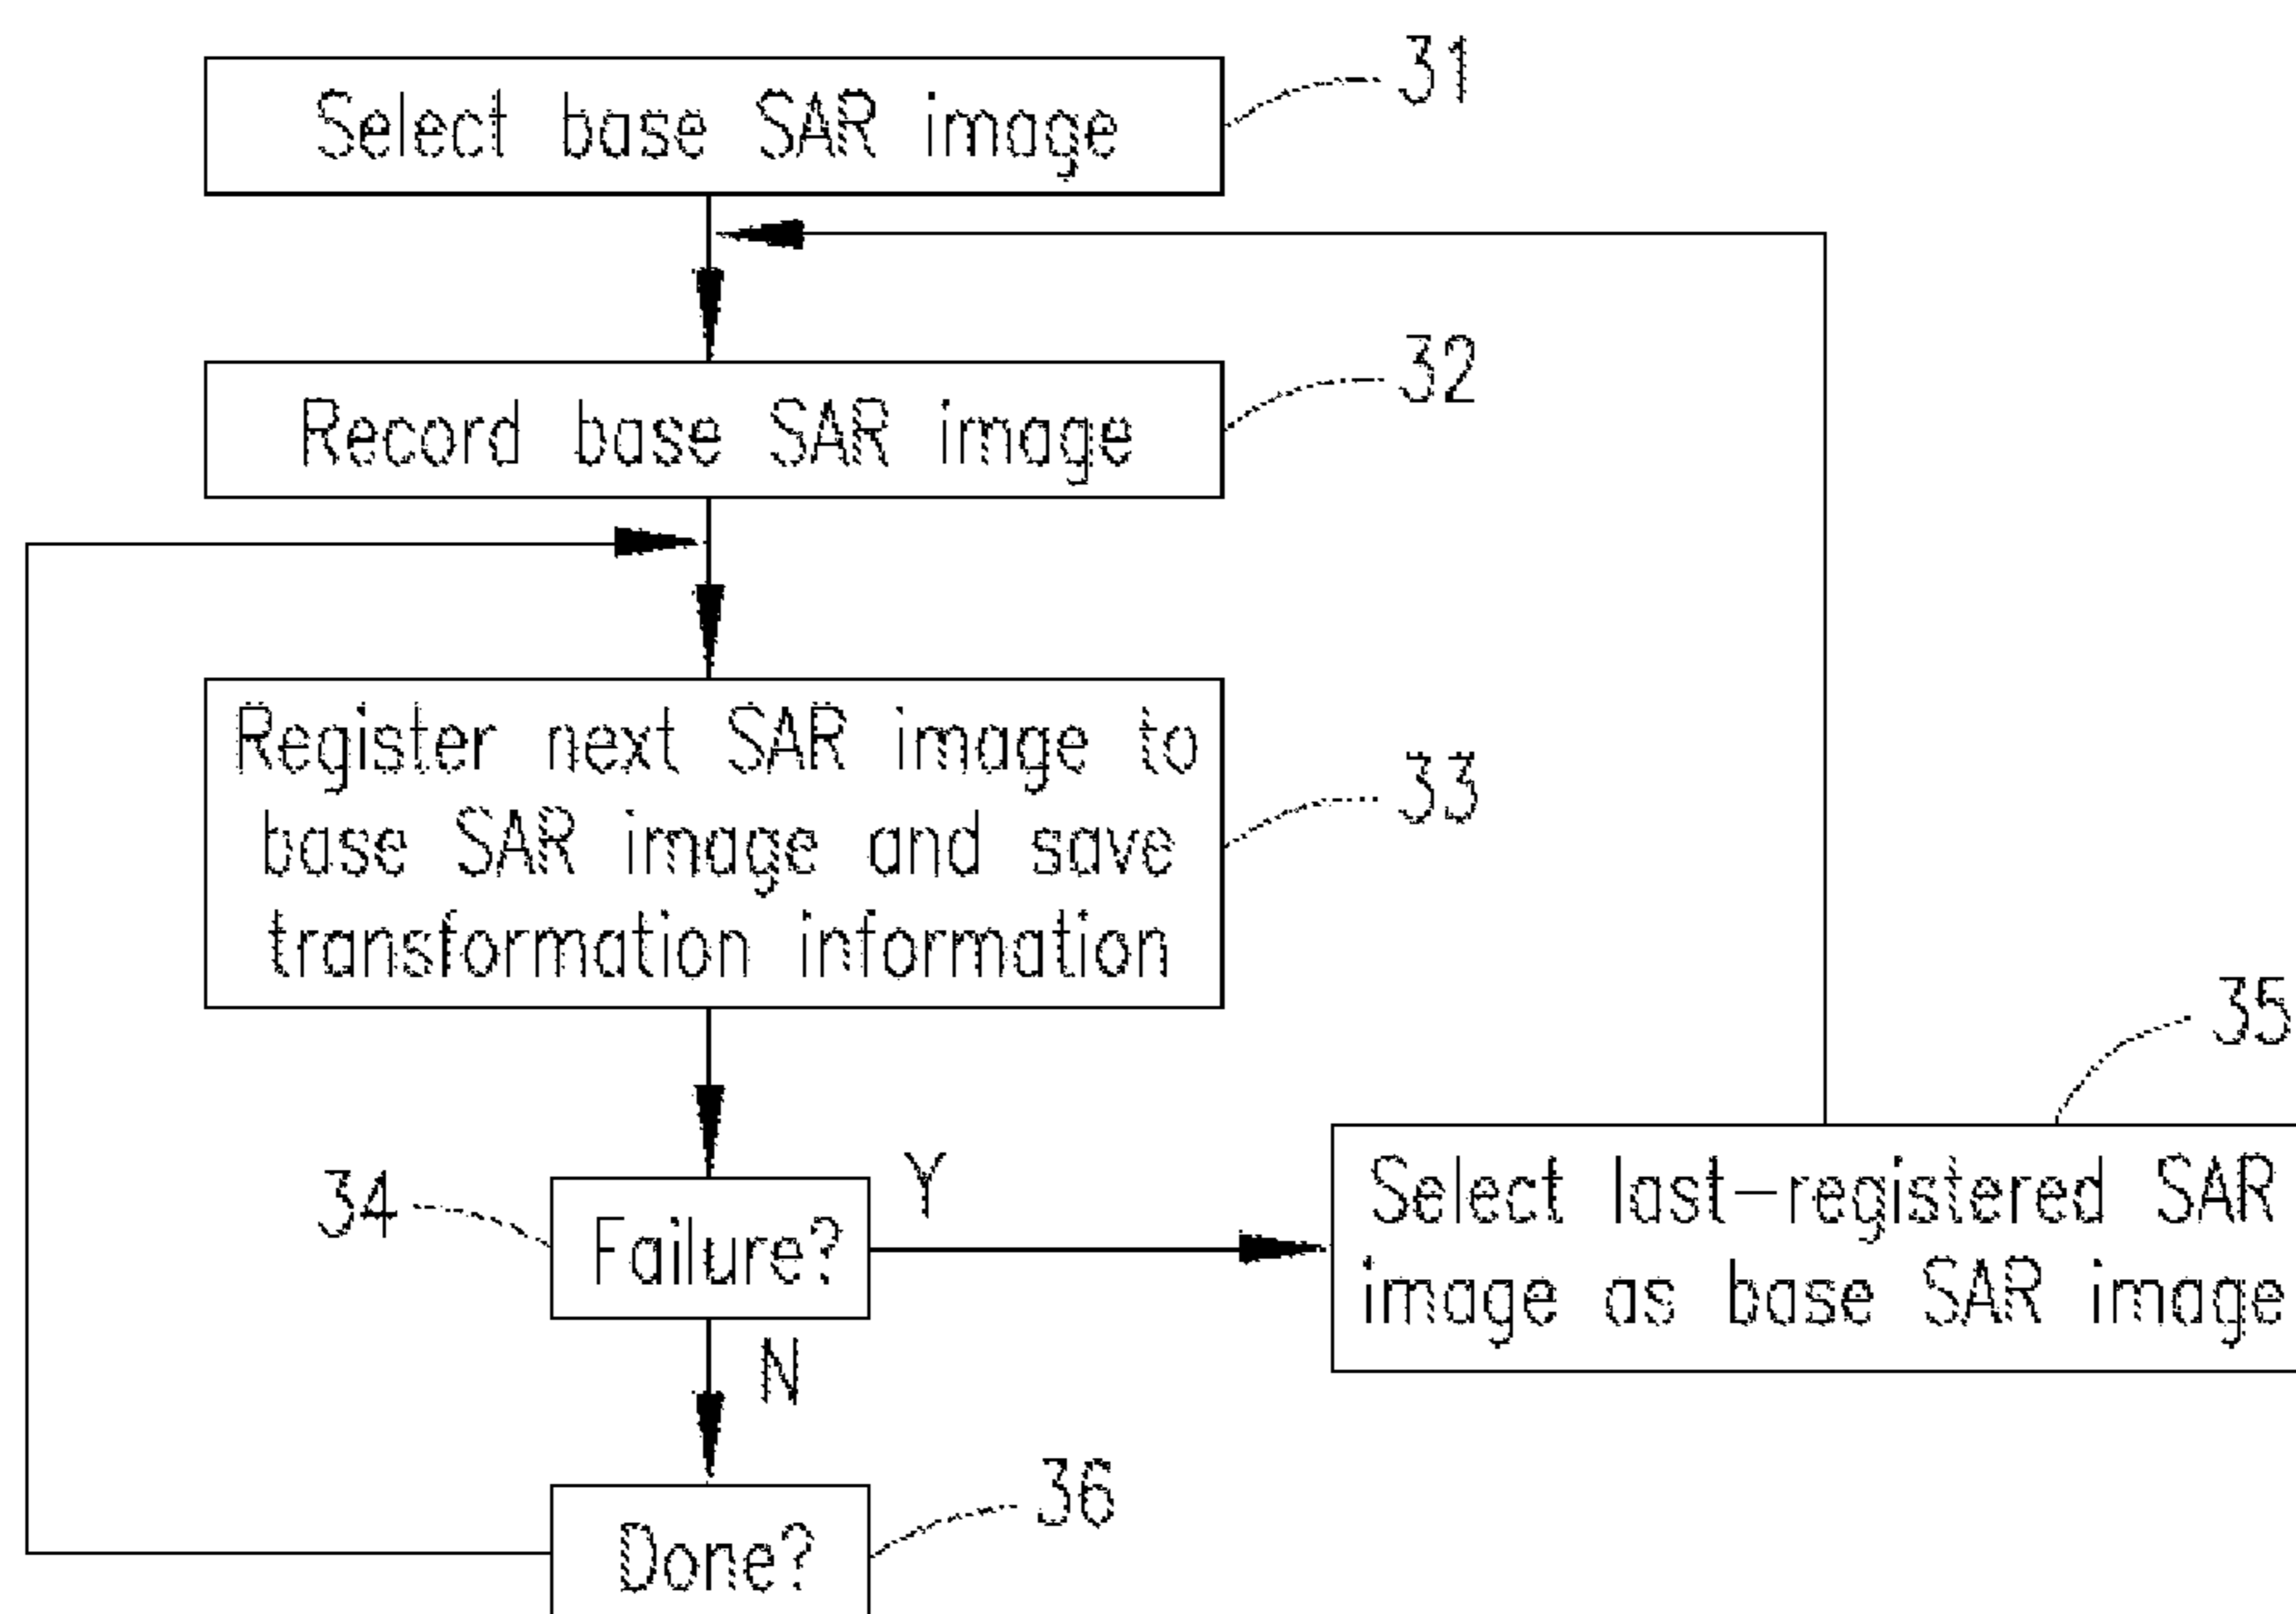 31
Select base SAR image
32
Record base SAR image
Register next SAR image to
base SAR image and save
transformation information
33
35
34
Failure?
Y
Select last-registered SAR
image as base SAR image
N
36
Done?